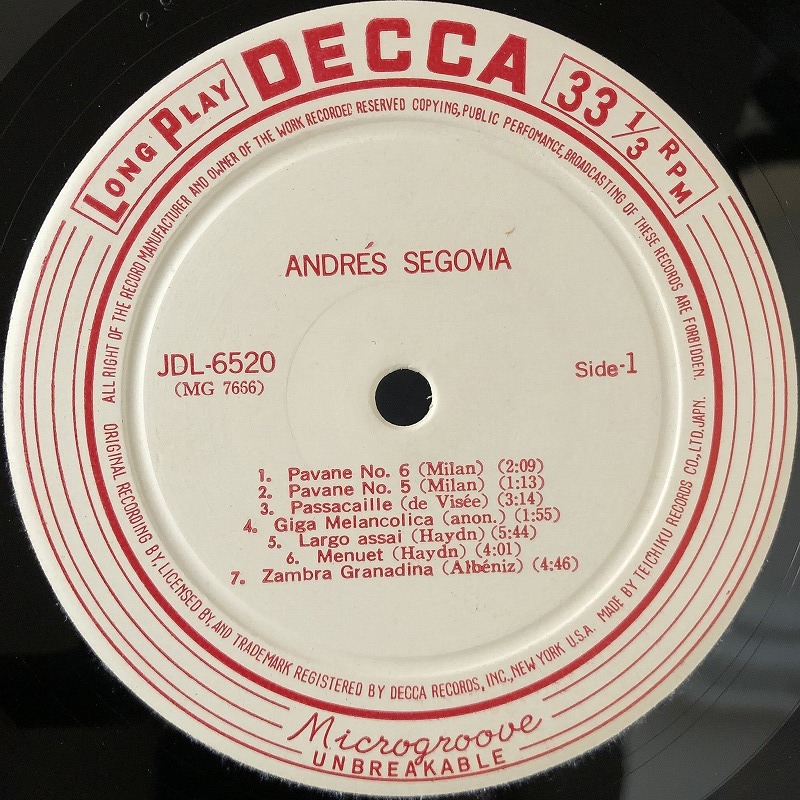 DECCA
LONG PLAY
33 1/3 RPM
ALL RIGHT OF THE RECORD MANUFACTURER AND OWNER OF THE WORK RECORDED RESERVED COPYING, PUBLIC PERFOMANCE, BROADCASTING OF THESE RECORDS ARE FORBIDDEN.
ANDRÉS SEGOVIA
JDL-6520
(MG 7666)
Side-1
1. Pavane No. 6 (Milan) (2:09)
2. Pavane No. 5 (Milan) (1:13)
3. Passacaille (de Visée) (3:14)
4. Giga Melancolica (anon.) (1:55)
5. Largo assai (Haydn) (5:44)
6. Menuet (Haydn) (4:01)
7. Zambra Granadina (Albéniz) (4:46)
ORIGINAL RECORDING BY, LICENSED BY, AND TRADEMARK REGISTERED BY DECCA RECORDS, INC., NEW YORK U.S.A. MADE BY TEICHIKU RECORDS CO., LTD. JAPN.
Microgroove
UNBREAKABLE